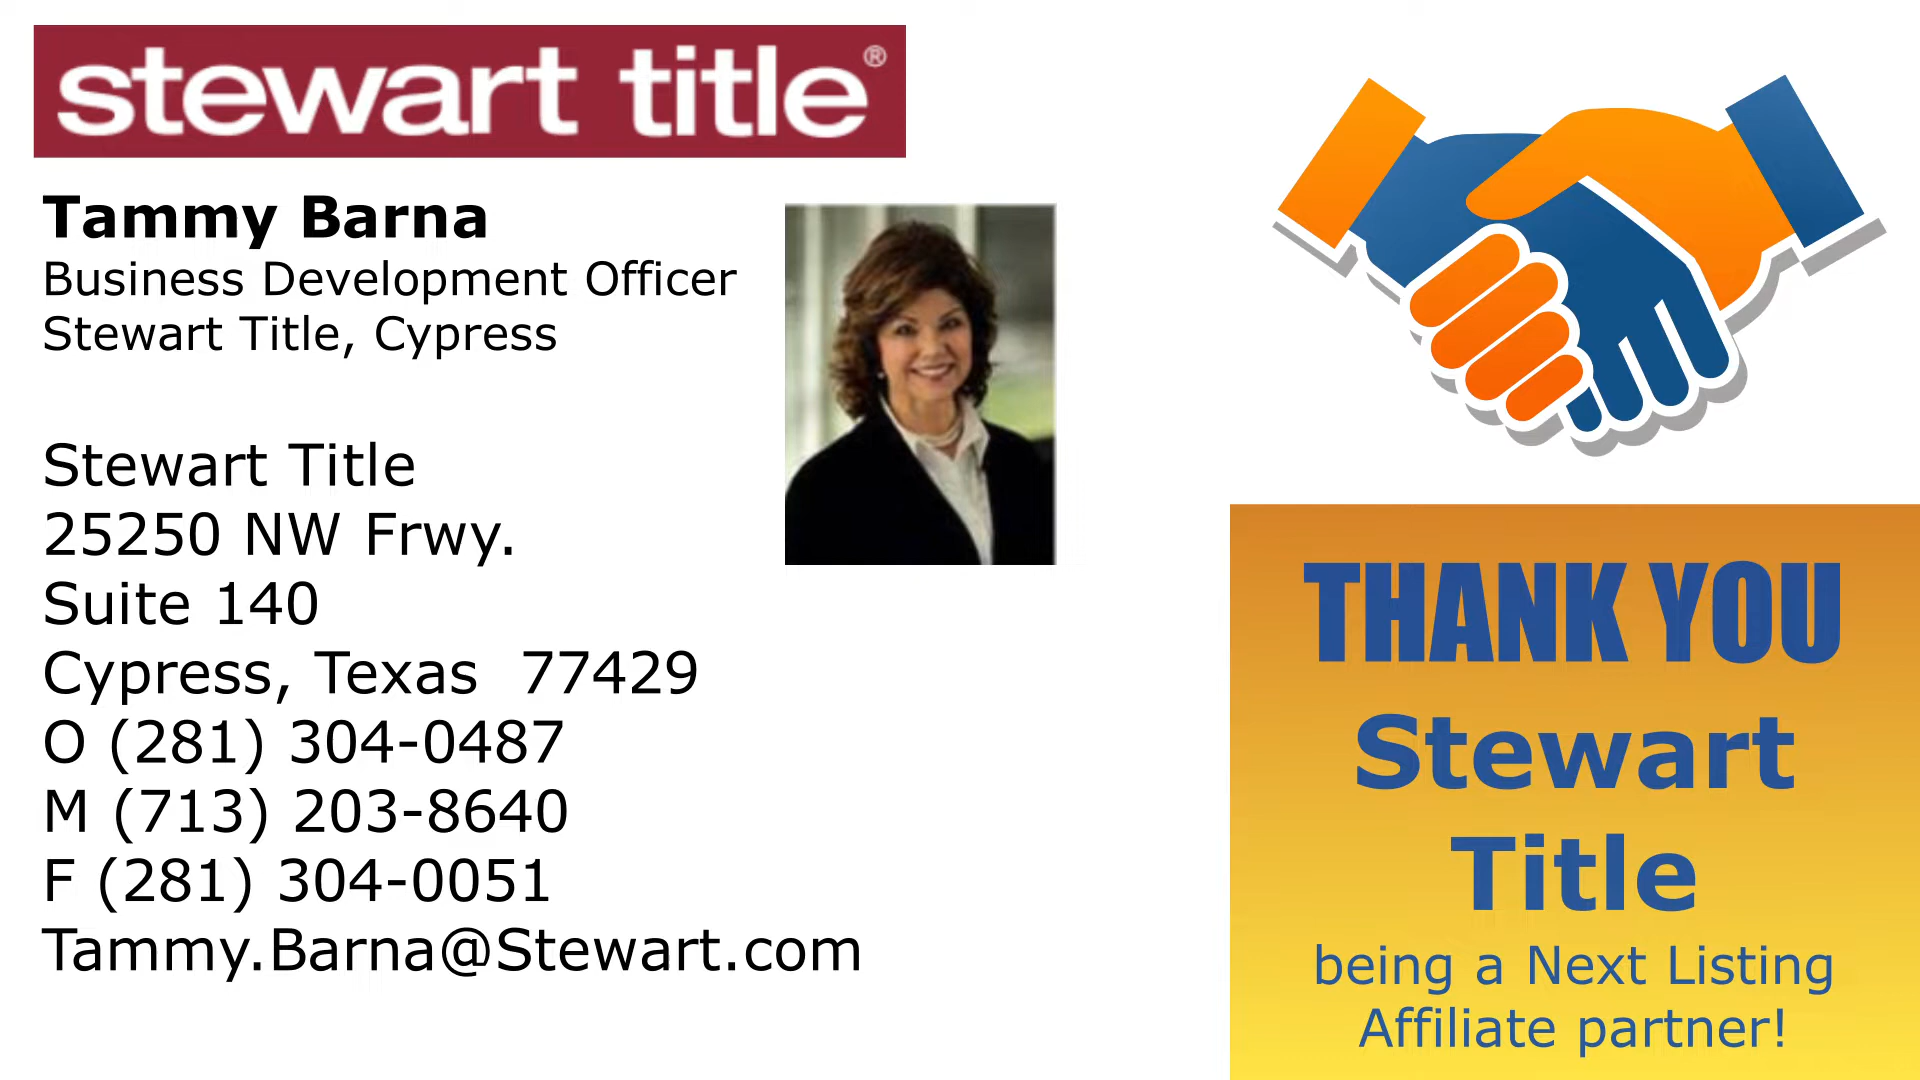 stewart title®
Tammy Barna
Business Development Officer
Stewart Title, Cypress
Stewart Title
25250 NW Frwy.
Suite 140
Cypress, Texas  77429
O (281) 304-0487
M (713) 203-8640
F (281) 304-0051
Tammy.Barna@Stewart.com
THANK YOU
Stewart
Title
being a Next Listing
Affiliate partner!